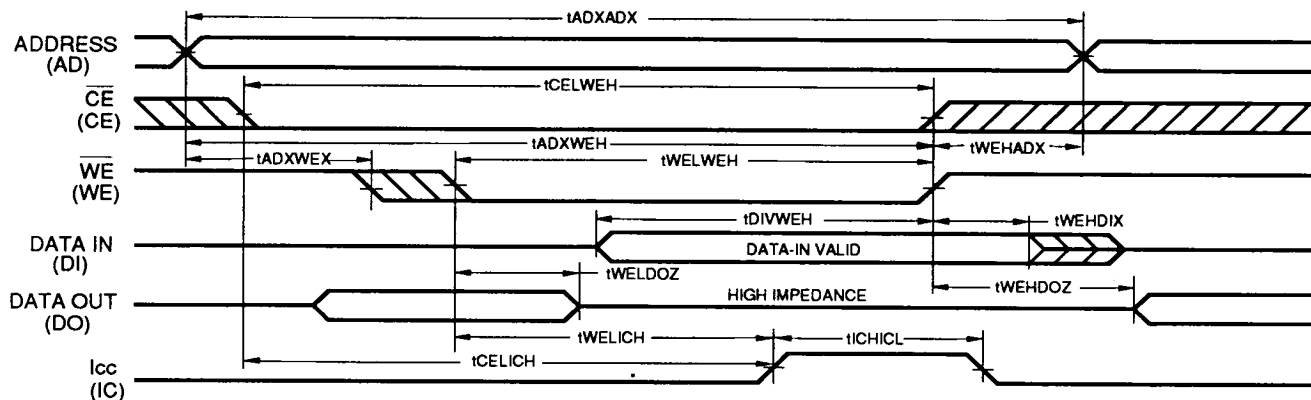 tADXADX
ADDRESS
(AD)
tCELWEH
CE
(CE)
tADXWEH
tADXWEX
tWELWEH
tWEHADX
WE
(WE)
tDIVWEH
tWEHDIX
DATA IN
(DI)
DATA-IN VALID
tWELDOZ
tWEHDOZ
DATA OUT
(DO)
HIGH IMPEDANCE
tWELICH
tICHICL
tCELICH
Icc
(IC)